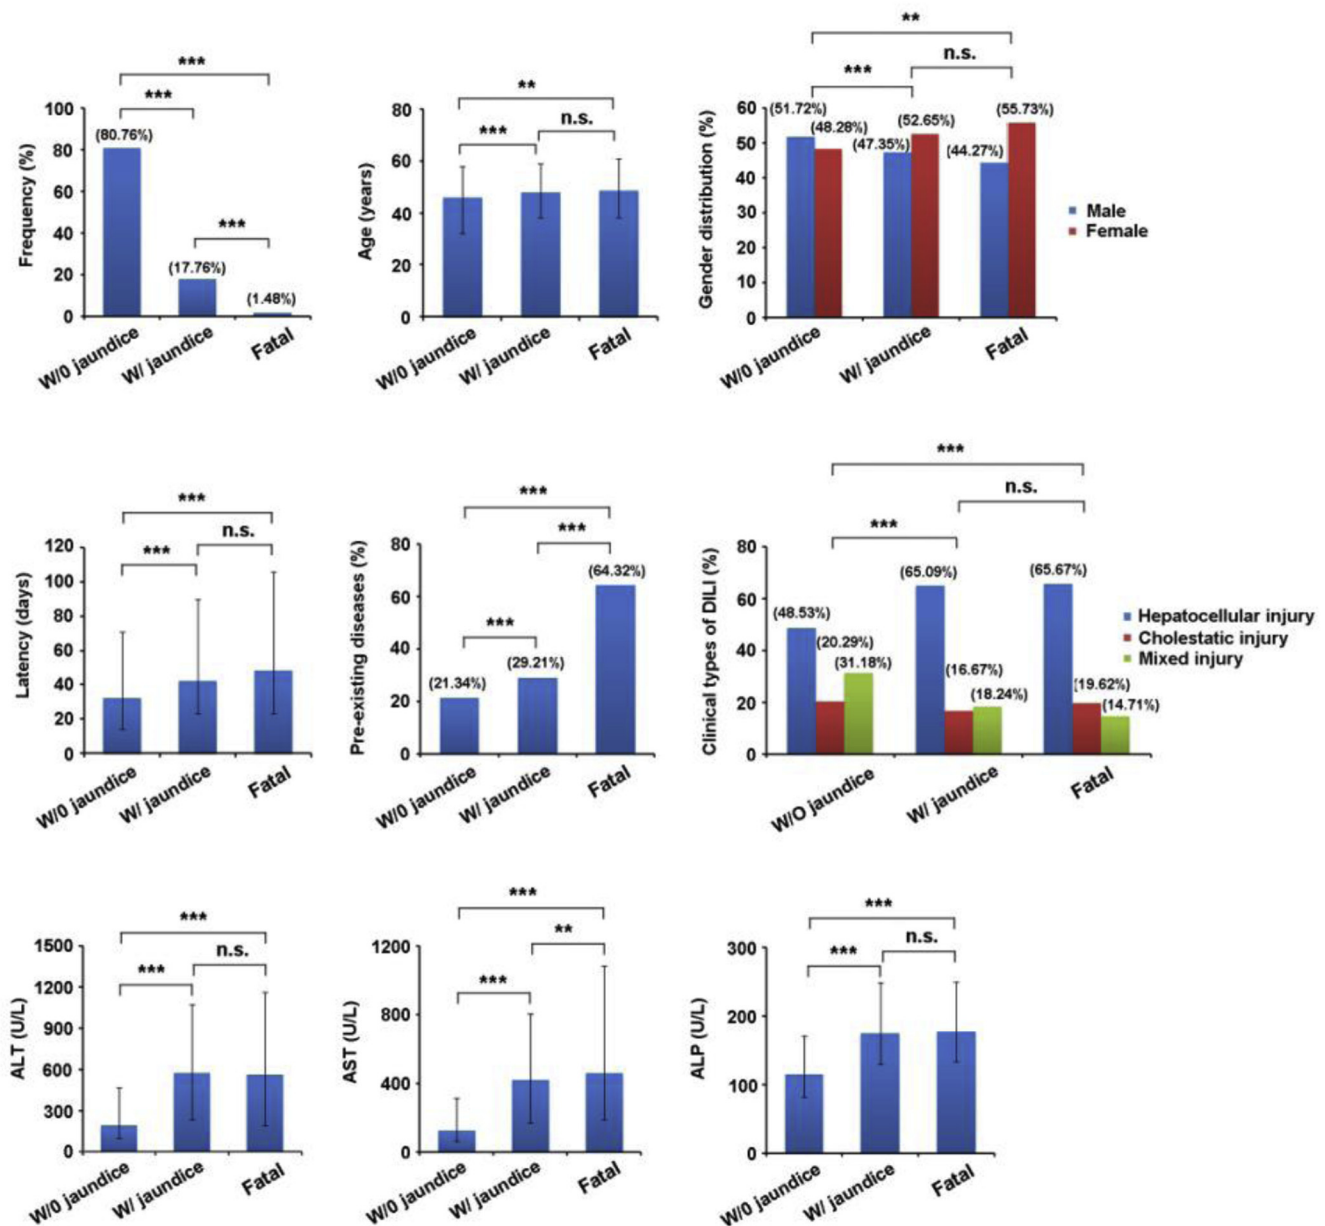 ***
***
***
Frequency (%)
100
80
60
40
20
0
(80.76%)
(17.76%)
(1.48%)
W/0 jaundice
W/ jaundice
Fatal
**
***
n.s.
Age (years)
80
60
40
20
0
W/0 jaundice
W/ jaundice
Fatal
**
n.s.
***
Gender distribution (%)
60
50
40
30
20
10
0
(51.72%)
(48.28%)
(47.35%)
(52.65%)
(44.27%)
(55.73%)
W/0 jaundice
W/ jaundice
Fatal
Male
Female
***
n.s.
***
Latency (days)
120
100
80
60
40
20
0
W/0 jaundice
W/ jaundice
Fatal
***
***
***
Pre-existing diseases (%)
80
60
40
20
0
(21.34%)
(29.21%)
(64.32%)
W/0 jaundice
W/ jaundice
Fatal
***
n.s.
***
Clinical types of DILI (%)
80
60
40
20
0
(48.53%)
(20.29%)
(31.18%)
(65.09%)
(16.67%)
(18.24%)
(65.67%)
(19.62%)
(14.71%)
W/O jaundice
W/ jaundice
Fatal
Hepatocellular injury
Cholestatic injury
Mixed injury
***
n.s.
***
ALT (U/L)
1500
1200
900
600
300
0
W/0 jaundice
W/ jaundice
Fatal
***
**
***
AST (U/L)
1200
800
400
0
W/0 jaundice
W/ jaundice
Fatal
***
n.s.
***
ALP (U/L)
300
200
100
0
W/0 jaundice
W/ jaundice
Fatal